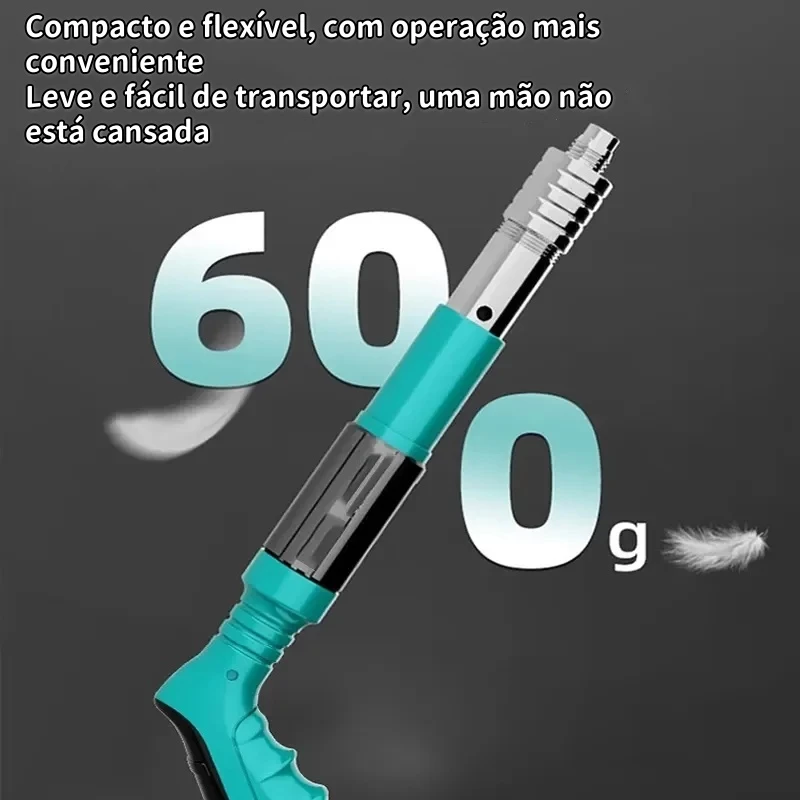 Compacto e flexível, com operação mais
conveniente
Leve e fácil de transportar, uma mão não
está cansada
600g